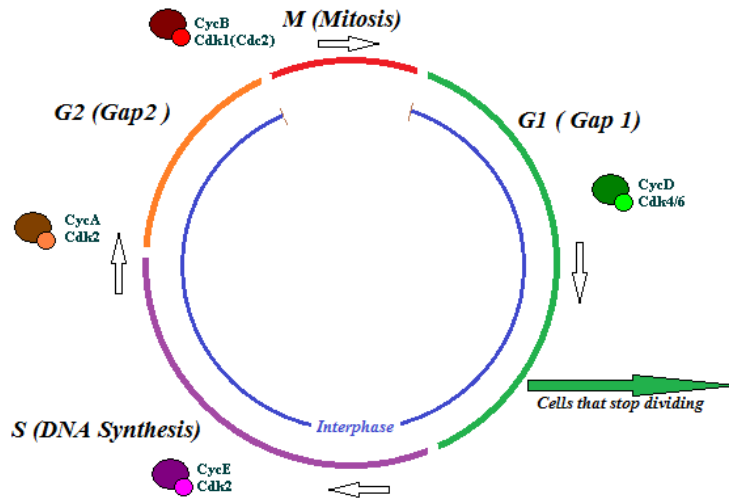 CycB
Cdk1(Cdc2)
M (Mitosis)
G2 (Gap2 )
G1 ( Gap 1)
CycD
Cdk4/6
CycA
Cdk2
Cells that stop dividing
Interphase
S (DNA Synthesis)
CycE
Cdk2